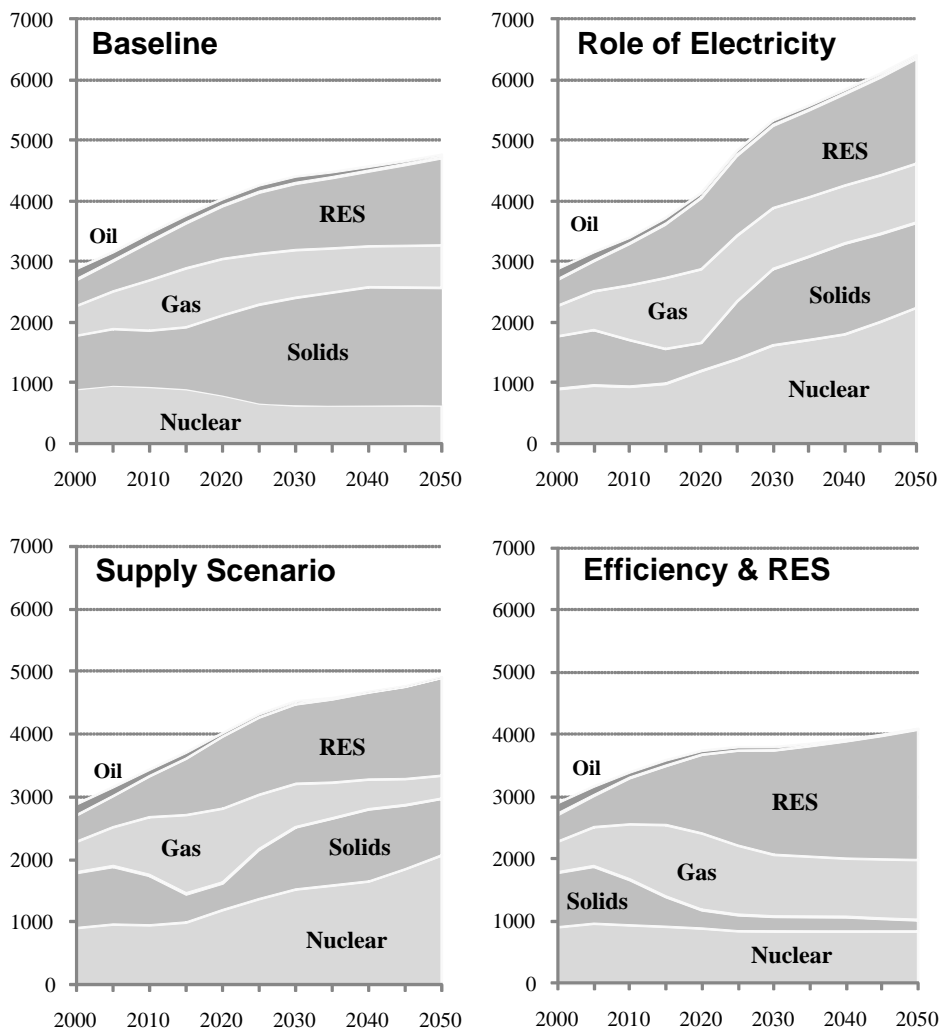 Baseline
7000
6000
5000
4000
3000
2000
1000
0
Oil
RES
Gas
Solids
Nuclear
2000 2010 2020 2030 2040 2050
Role of Electricity
7000
6000
5000
4000
3000
2000
1000
0
Oil
RES
Gas
Solids
Nuclear
2000 2010 2020 2030 2040 2050
Supply Scenario
7000
6000
5000
4000
3000
2000
1000
0
Oil
RES
Gas
Solids
Nuclear
2000 2010 2020 2030 2040 2050
Efficiency & RES
7000
6000
5000
4000
3000
2000
1000
0
Oil
RES
Gas
Solids
Nuclear
2000 2010 2020 2030 2040 2050